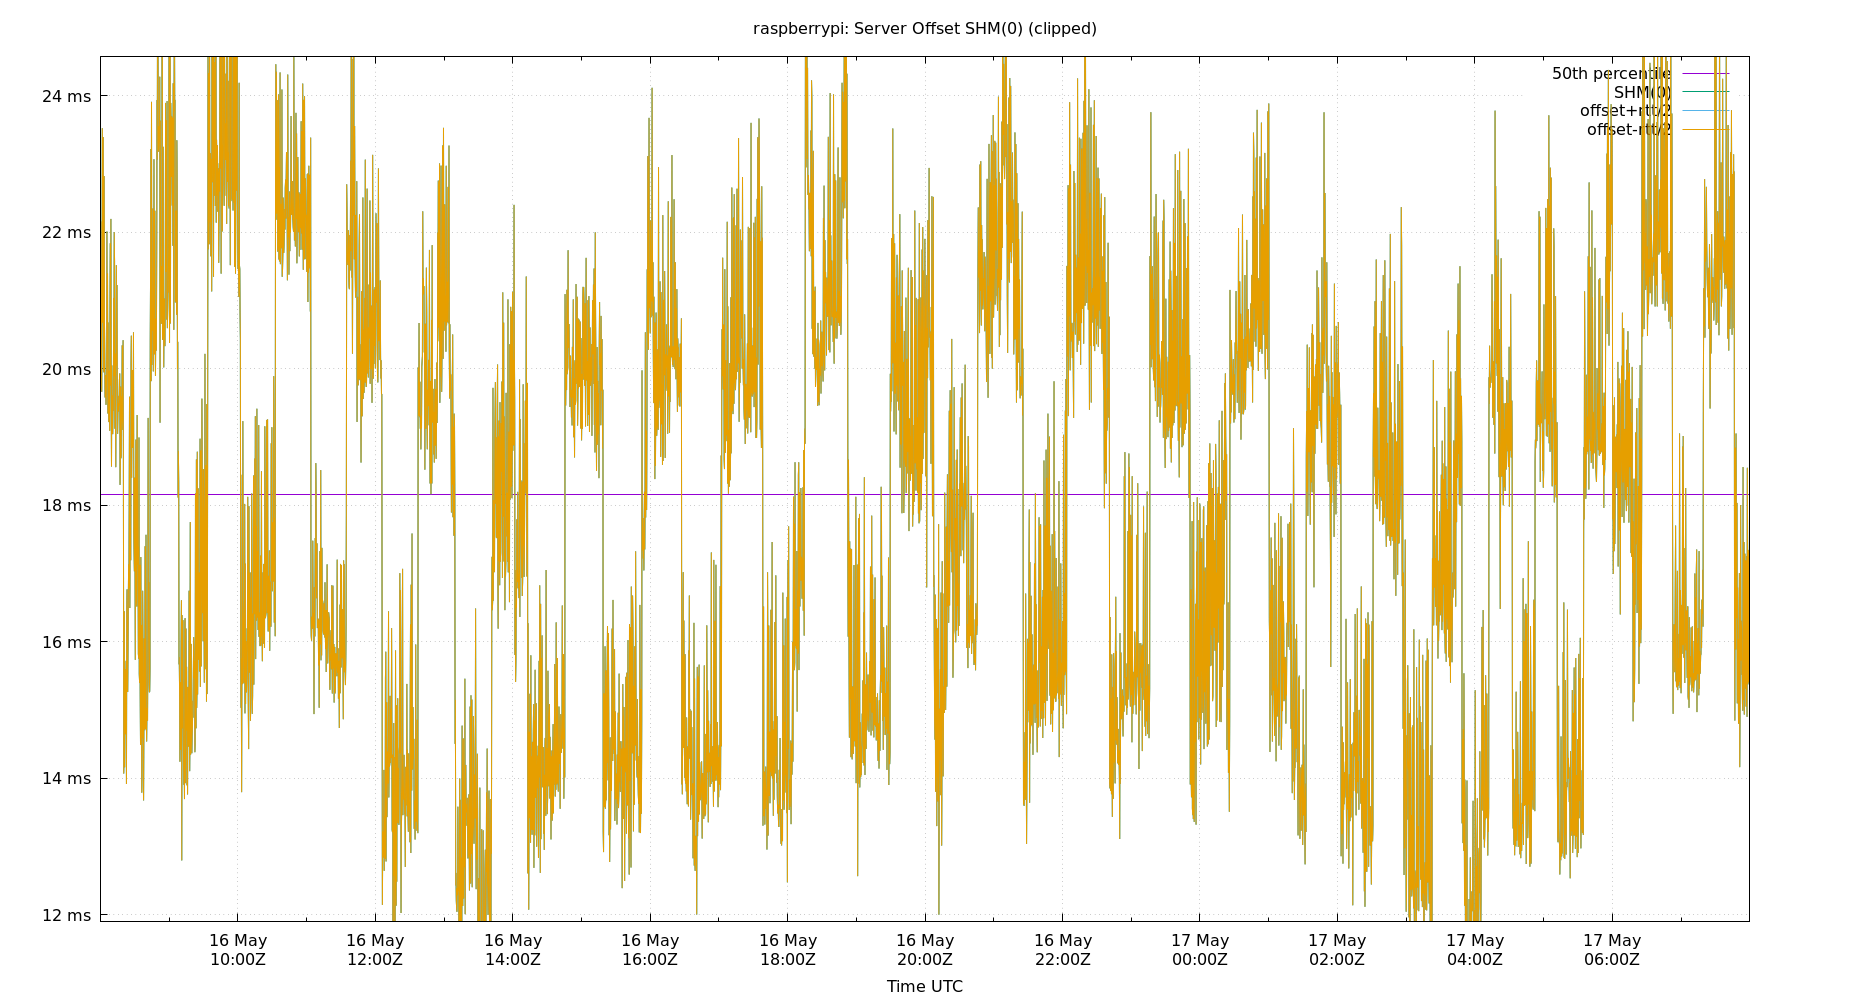 raspberrypi: Server Offset SHM(0) (clipped)
50th percentile
SHM(0)
offset+rtt/2
offset-rtt/2
24 ms
22 ms
20 ms
18 ms
16 ms
14 ms
12 ms
16 May 16 May 16 May 16 May 16 May 16 May 16 May 17 May 17 May 17 May 17 May
10:00Z 12:00Z 14:00Z 16:00Z 18:00Z 20:00Z 22:00Z 00:00Z 02:00Z 04:00Z 06:00Z
Time UTC